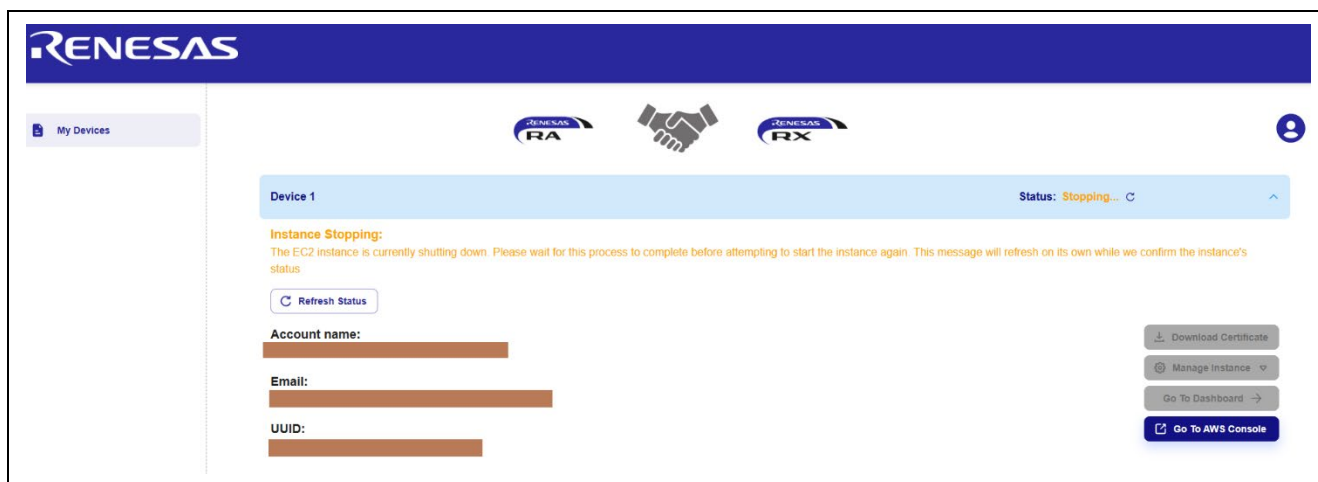 RENESAS
My Devices
RENESAS
RA
RENESAS
RX
Device 1
Status: Stopping...
Instance Stopping:
The EC2 instance is currently shutting down. Please wait for this process to complete before attempting to start the instance again. This message will refresh on its own while we confirm the instance's
status
Refresh Status
Account name:
Download Certificate
Manage Instance
Email:
Go To Dashboard
UUID:
Go To AWS Console